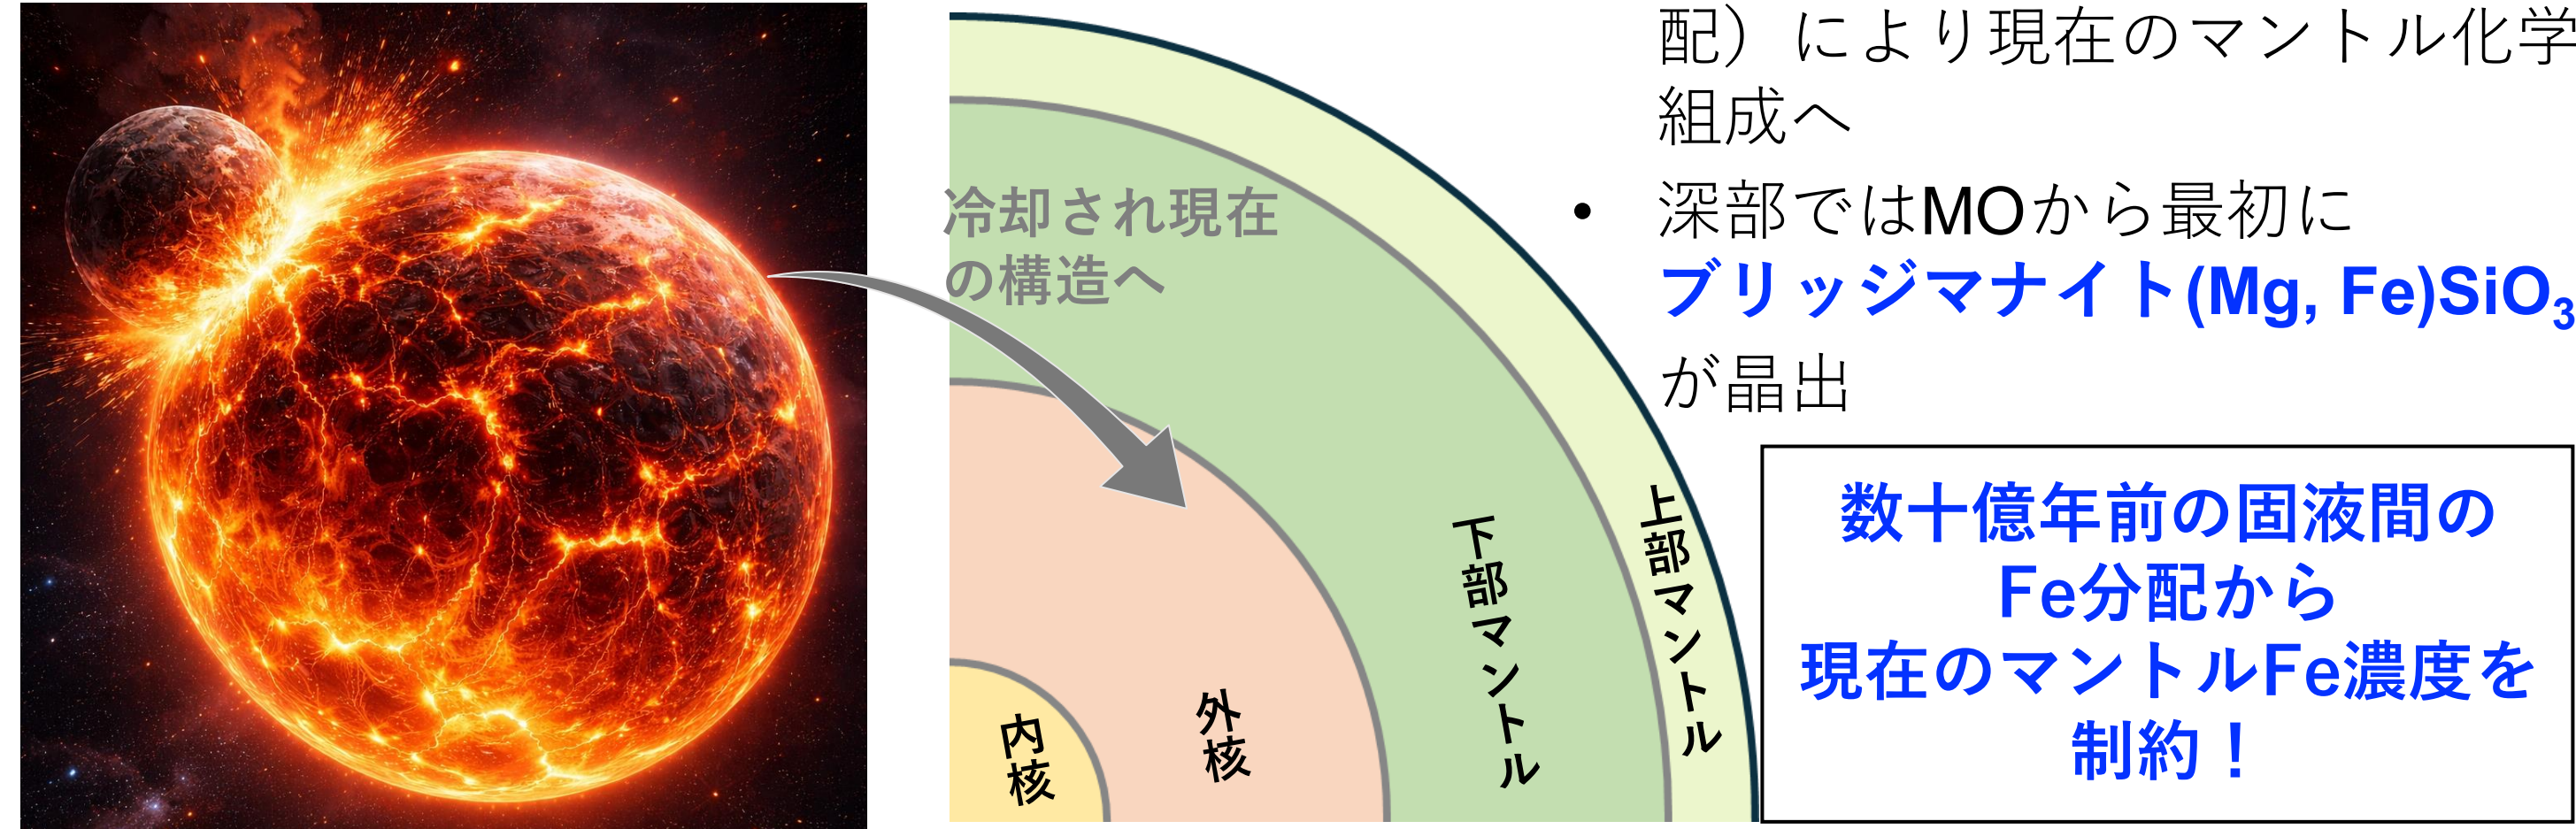 冷却され現在
の構造へ
内核
外核
下部マントル
上部マントル
配）により現在のマントル化学
組成へ
• 深部ではMOから最初に
ブリッジマナイト(Mg, Fe)SiO₃
が晶出
数十億年前の固液間の
Fe分配から
現在のマントルFe濃度を
制約！